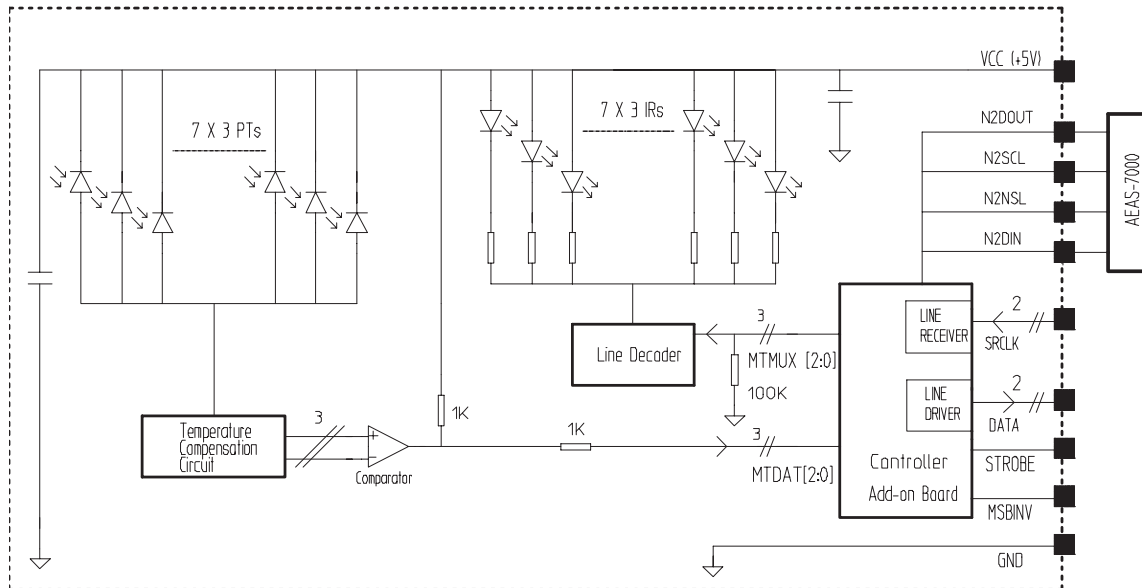 VCC (+5V)
7 X 3 PTs
7 X 3 IRs
N2DOUT
N2SCL
N2NSL
N2DIN
AEAS-7000
LINE
RECEIVER
2
SRCLK
3
MTMUX [2:0]
Line Decoder
100K
LINE
DRIVER
2
DATA
1K
Temperature
Compensation
Circuit
3
+
-
Comparator
1K
3
MTDAT[2:0]
Controller
Add-on Board
STROBE
MSBINV
GND